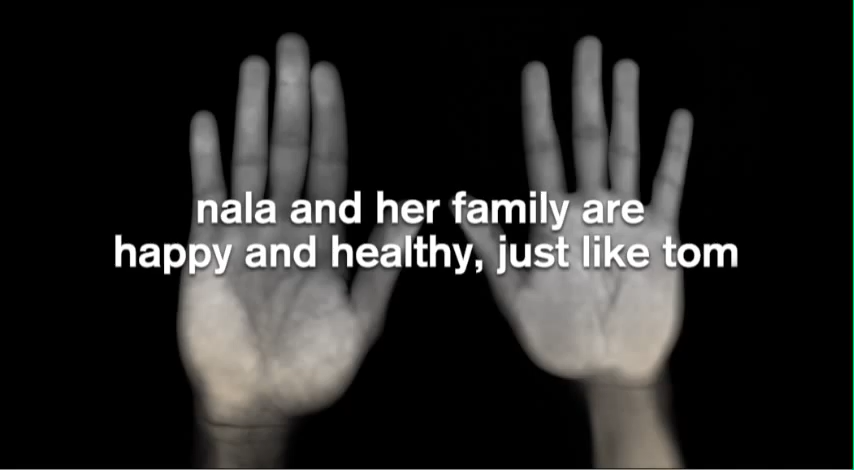 nala and her family are
happy and healthy, just like tom